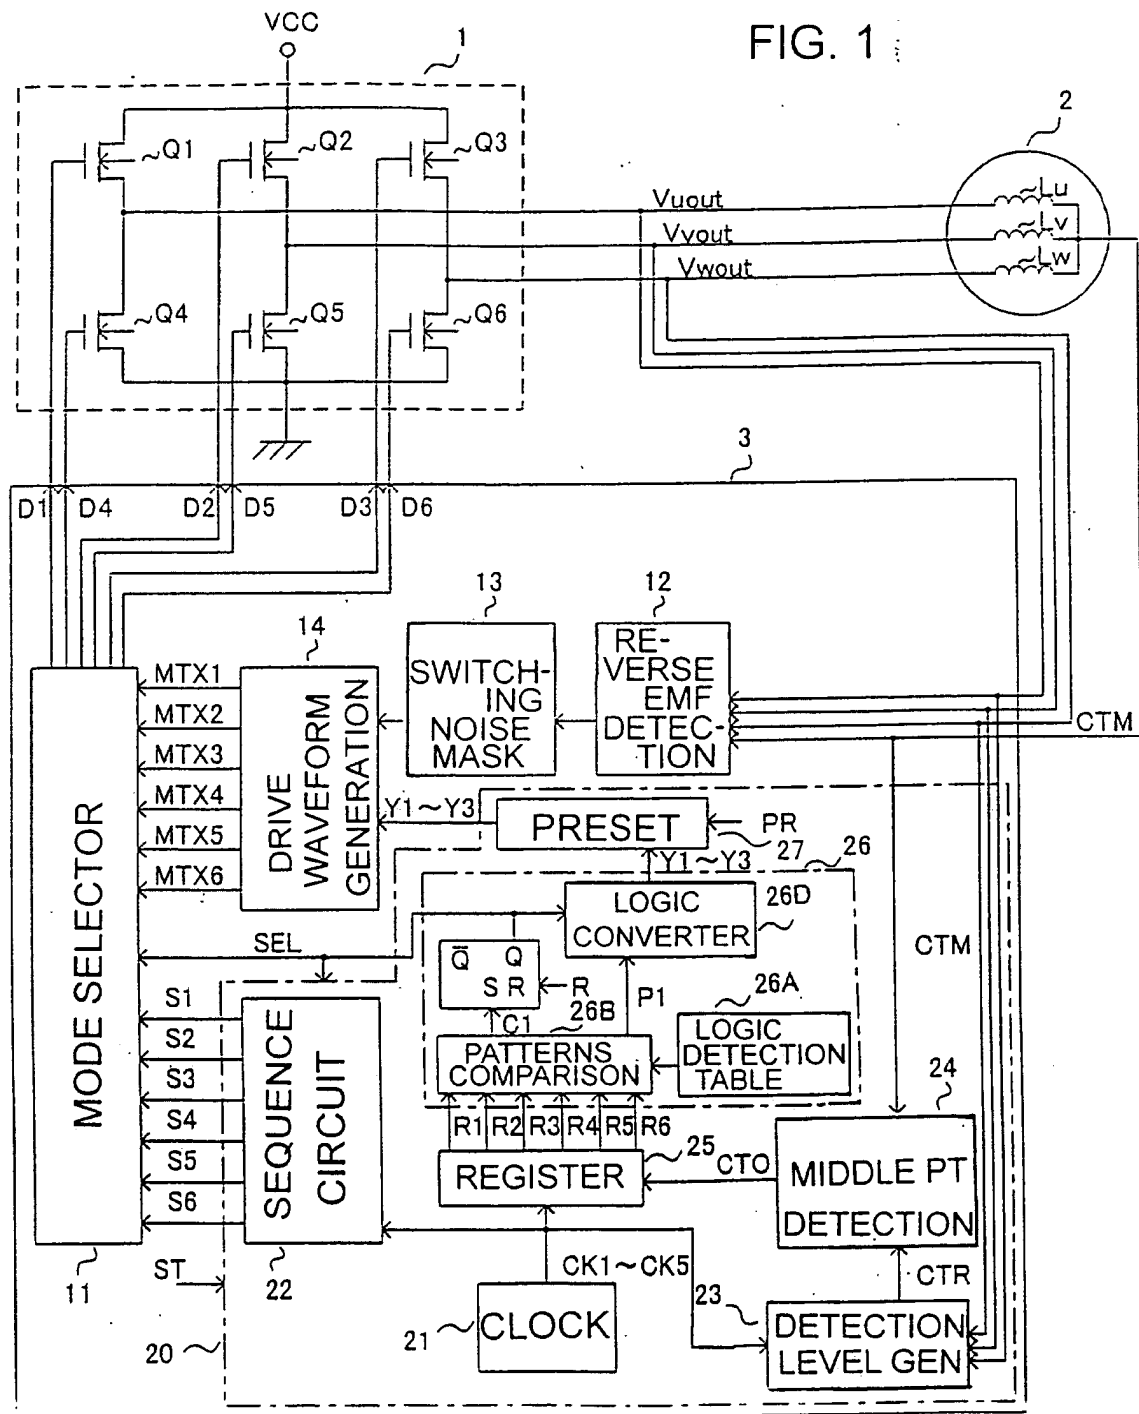 FIG. 1
VCC
1
2
~Q1
~Q2
~Q3
~Lu
~Lv
~Lw
Vuout
Vvout
Vwout
~Q4
~Q5
~Q6
3
D1
D4
D2
D5
D3
D6
14
13
12
SWITCH-
ING
NOISE
MASK
RE-
VERSE
EMF
DETEC-
TION
MTX1
MTX2
MTX3
MTX4
MTX5
MTX6
DRIVE
WAVEFORM
GENERATION
MODE SELECTOR
CTM
Y1~Y3
PRESET
PR
27
Y1~Y3
26
LOGIC
CONVERTER
26D
SEL
CTM
Q̅ Q
S R
R
P1
26A
C1
26B
S1
S2
S3
S4
S5
S6
SEQUENCE
CIRCUIT
PATTERNS
COMPARISON
LOGIC
DETECTION
TABLE
24
R1
R2
R3
R4
R5
R6
25
REGISTER
CTO
MIDDLE PT
DETECTION
11
ST
22
CK1~CK5
CTR
23
20
21
CLOCK
DETECTION
LEVEL GEN